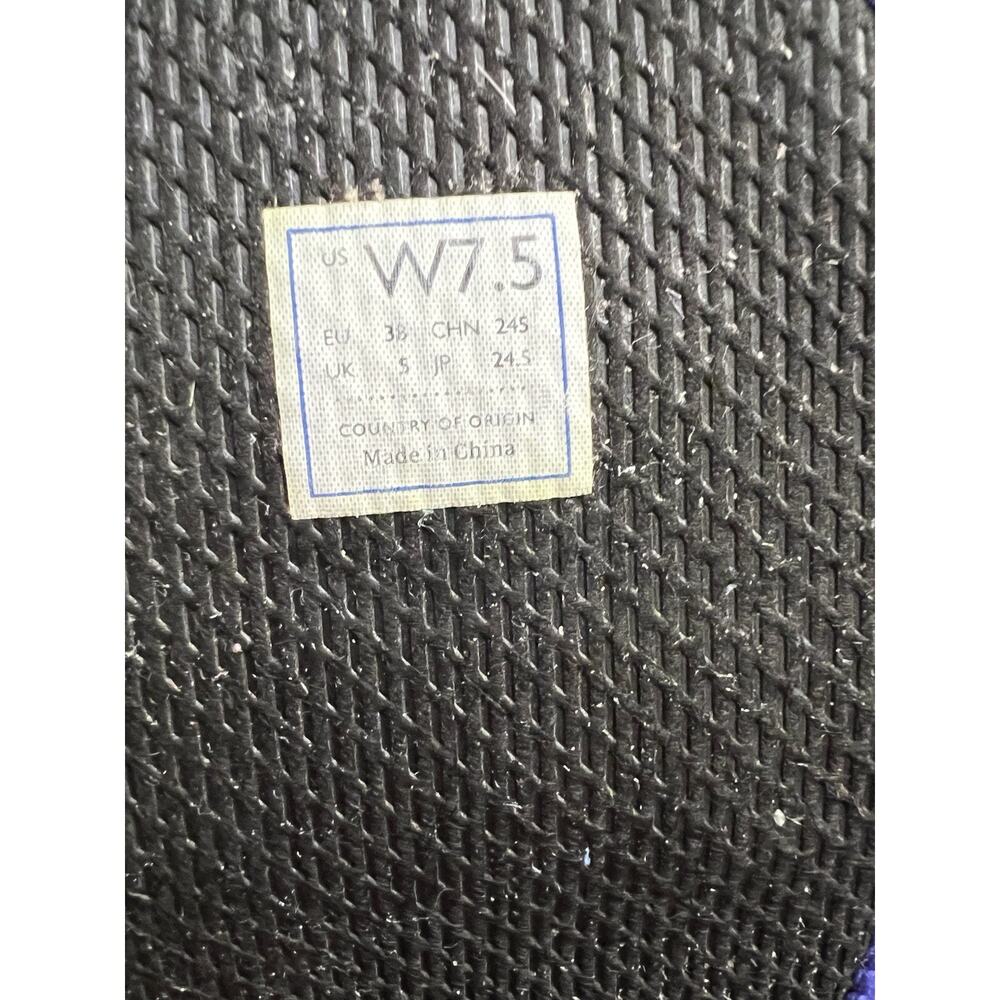 US W7.5
EU 38 CHN 245
UK 5 JP 24.5
COUNTRY OF ORIGIN
Made in China